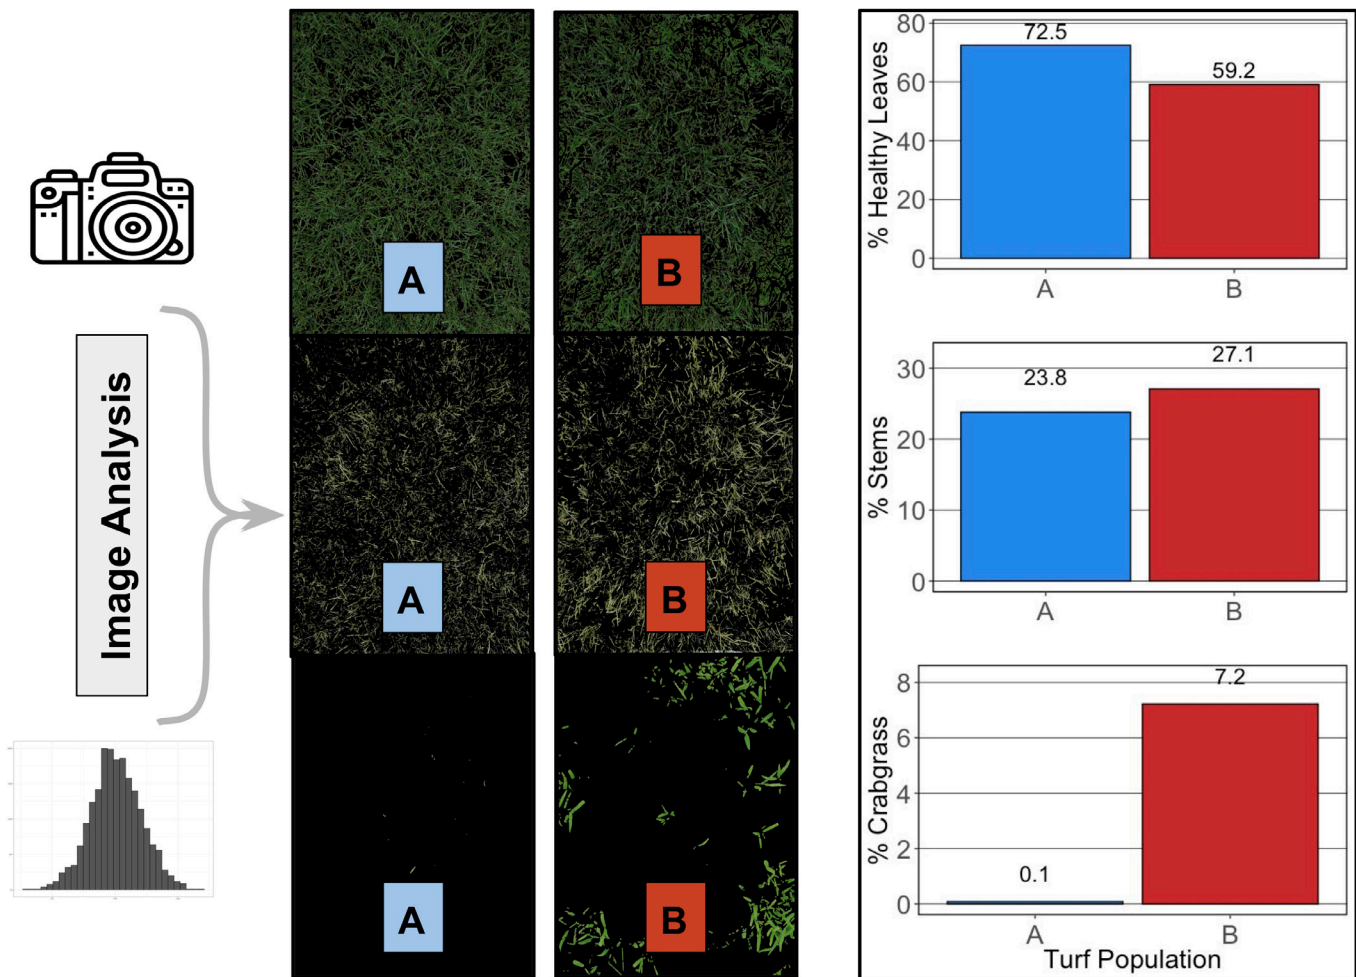 Image Analysis
A
B
A
B
A
B
% Healthy Leaves
80
60
40
20
0
72.5
59.2
A
B
% Stems
30
20
10
0
23.8
27.1
A
B
% Crabgrass
8
6
4
2
0
0.1
7.2
A
B
Turf Population